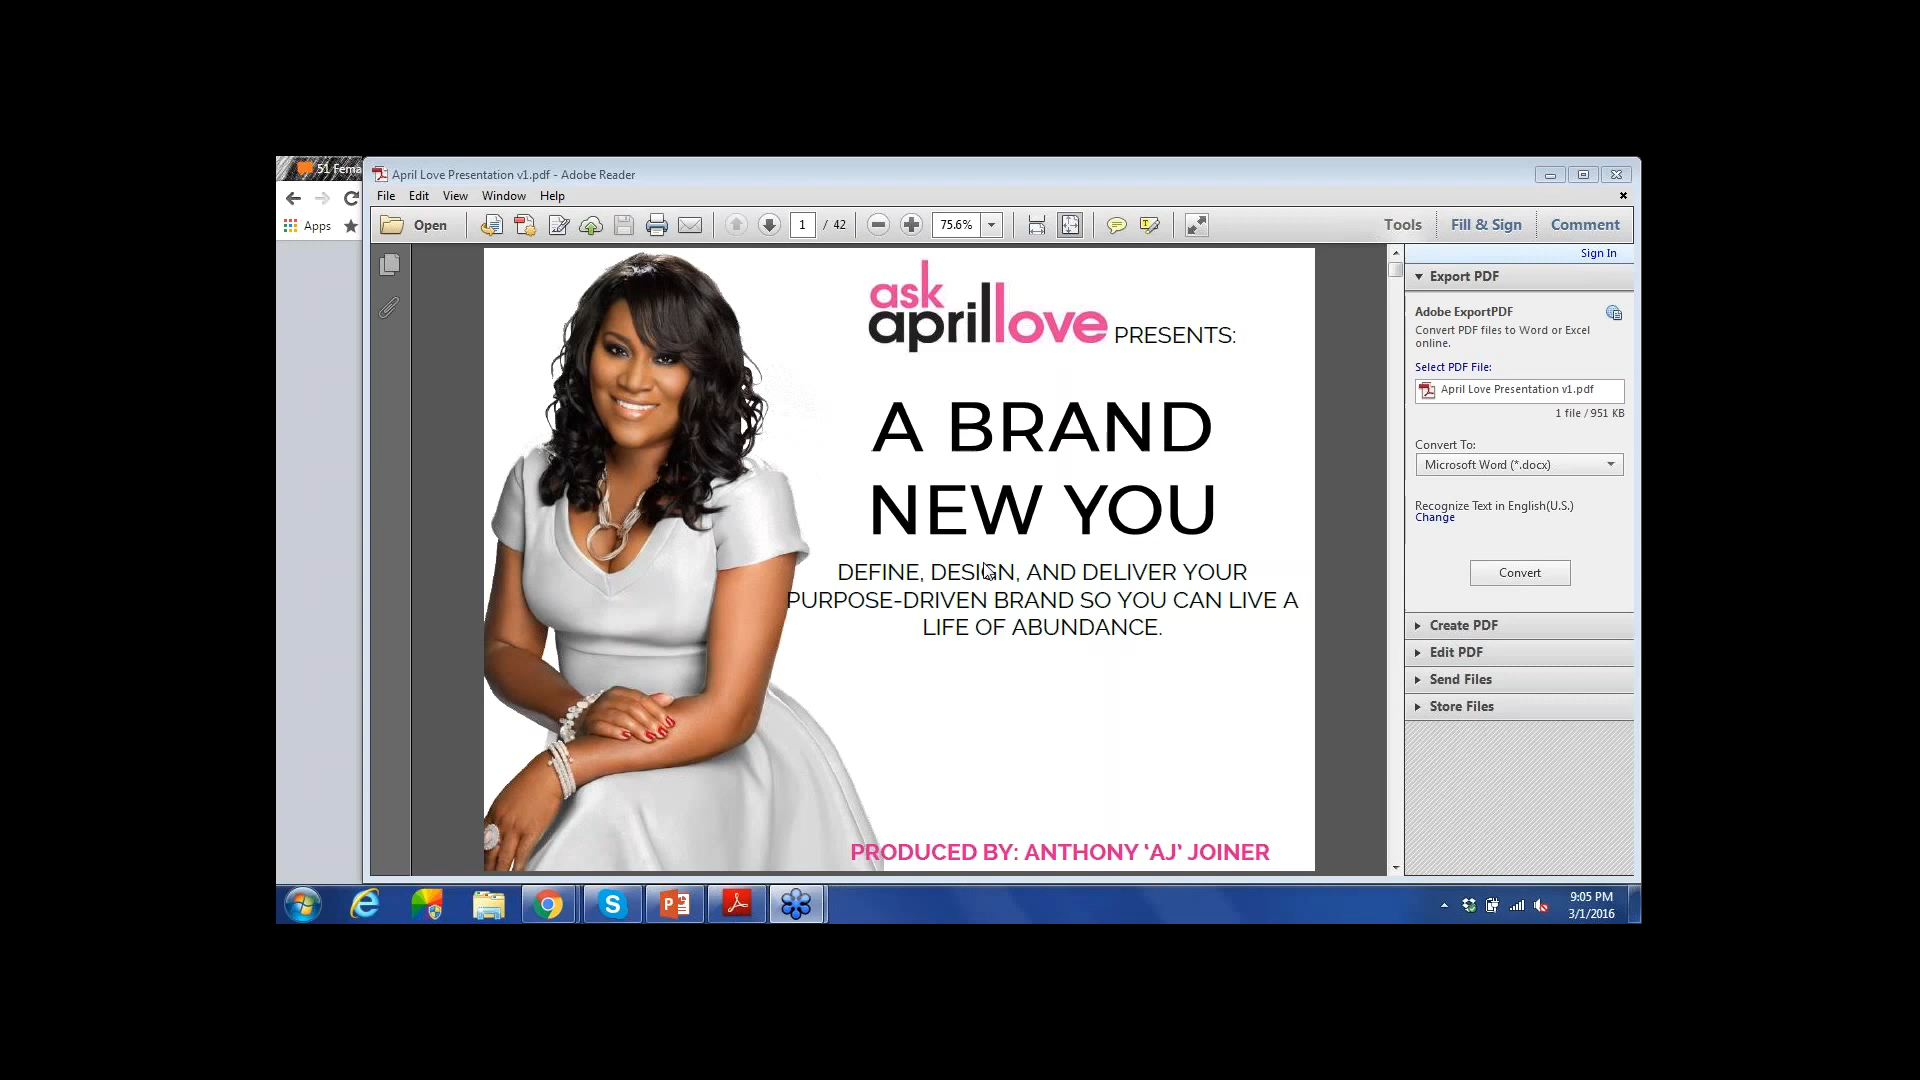 51 Fema
April Love Presentation v1.pdf - Adobe Reader
File Edit View Window Help
Apps
Open
1 / 42
75.6%
Tools Fill & Sign Comment
Sign In
Export PDF
Adobe ExportPDF
Convert PDF files to Word or Excel
online.
Select PDF File:
April Love Presentation v1.pdf
1 file / 951 KB
Convert To:
Microsoft Word (*.docx)
Recognize Text in English(U.S.)
Change
Convert
Create PDF
Edit PDF
Send Files
Store Files
ask
aprillove PRESENTS:
A BRAND
NEW YOU
DEFINE, DESIGN, AND DELIVER YOUR
PURPOSE-DRIVEN BRAND SO YOU CAN LIVE A
LIFE OF ABUNDANCE.
PRODUCED BY: ANTHONY ‘AJ’ JOINER
9:05 PM
3/1/2016